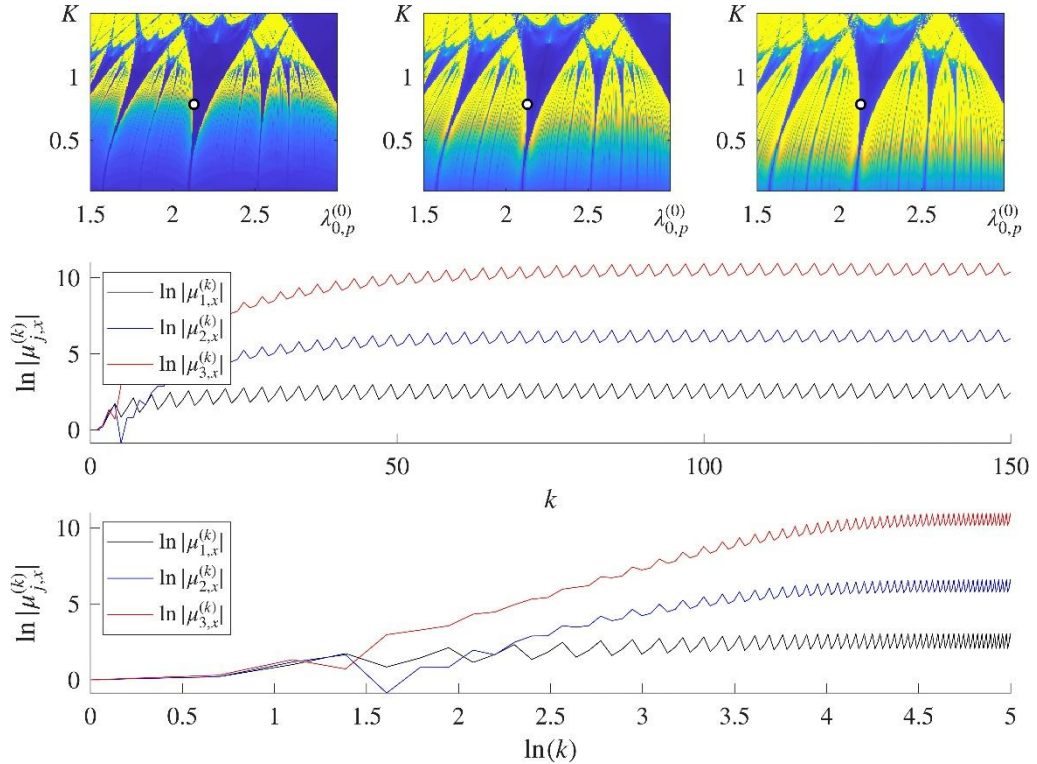 K K K
1 1 1
0.5 0.5 0.5
1.5 2 2.5 λ_{0,p}^{(0)} 1.5 2 2.5 λ_{0,p}^{(0)} 1.5 2 2.5 λ_{0,p}^{(0)}
ln |μ_{j,x}^{(k)}|
10
5
0
ln |μ_{1,x}^{(k)}|
ln |μ_{2,x}^{(k)}|
ln |μ_{3,x}^{(k)}|
0 50 100 150
k
ln |μ_{j,x}^{(k)}|
10
5
0
ln |μ_{1,x}^{(k)}|
ln |μ_{2,x}^{(k)}|
ln |μ_{3,x}^{(k)}|
0 0.5 1 1.5 2 2.5 3 3.5 4 4.5 5
ln(k)